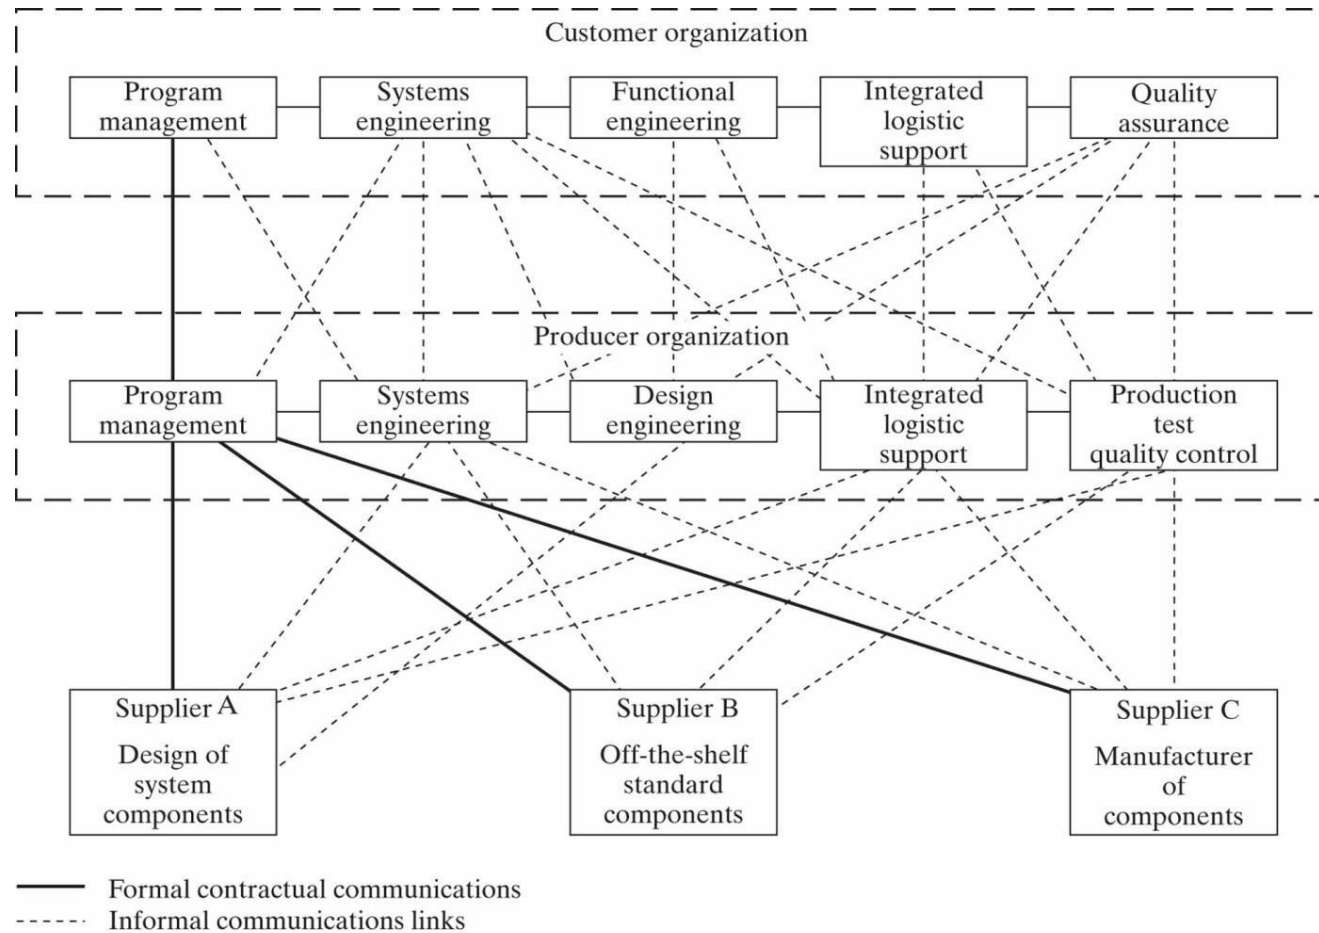 Customer organization
Program
management
Systems
engineering
Functional
engineering
Integrated
logistic
support
Quality
assurance
Producer organization
Program
management
Systems
engineering
Design
engineering
Integrated
logistic
support
Production
test
quality control
Supplier A
Design of
system
components
Supplier B
Off-the-shelf
standard
components
Supplier C
Manufacturer
of
components
Formal contractual communications
Informal communications links